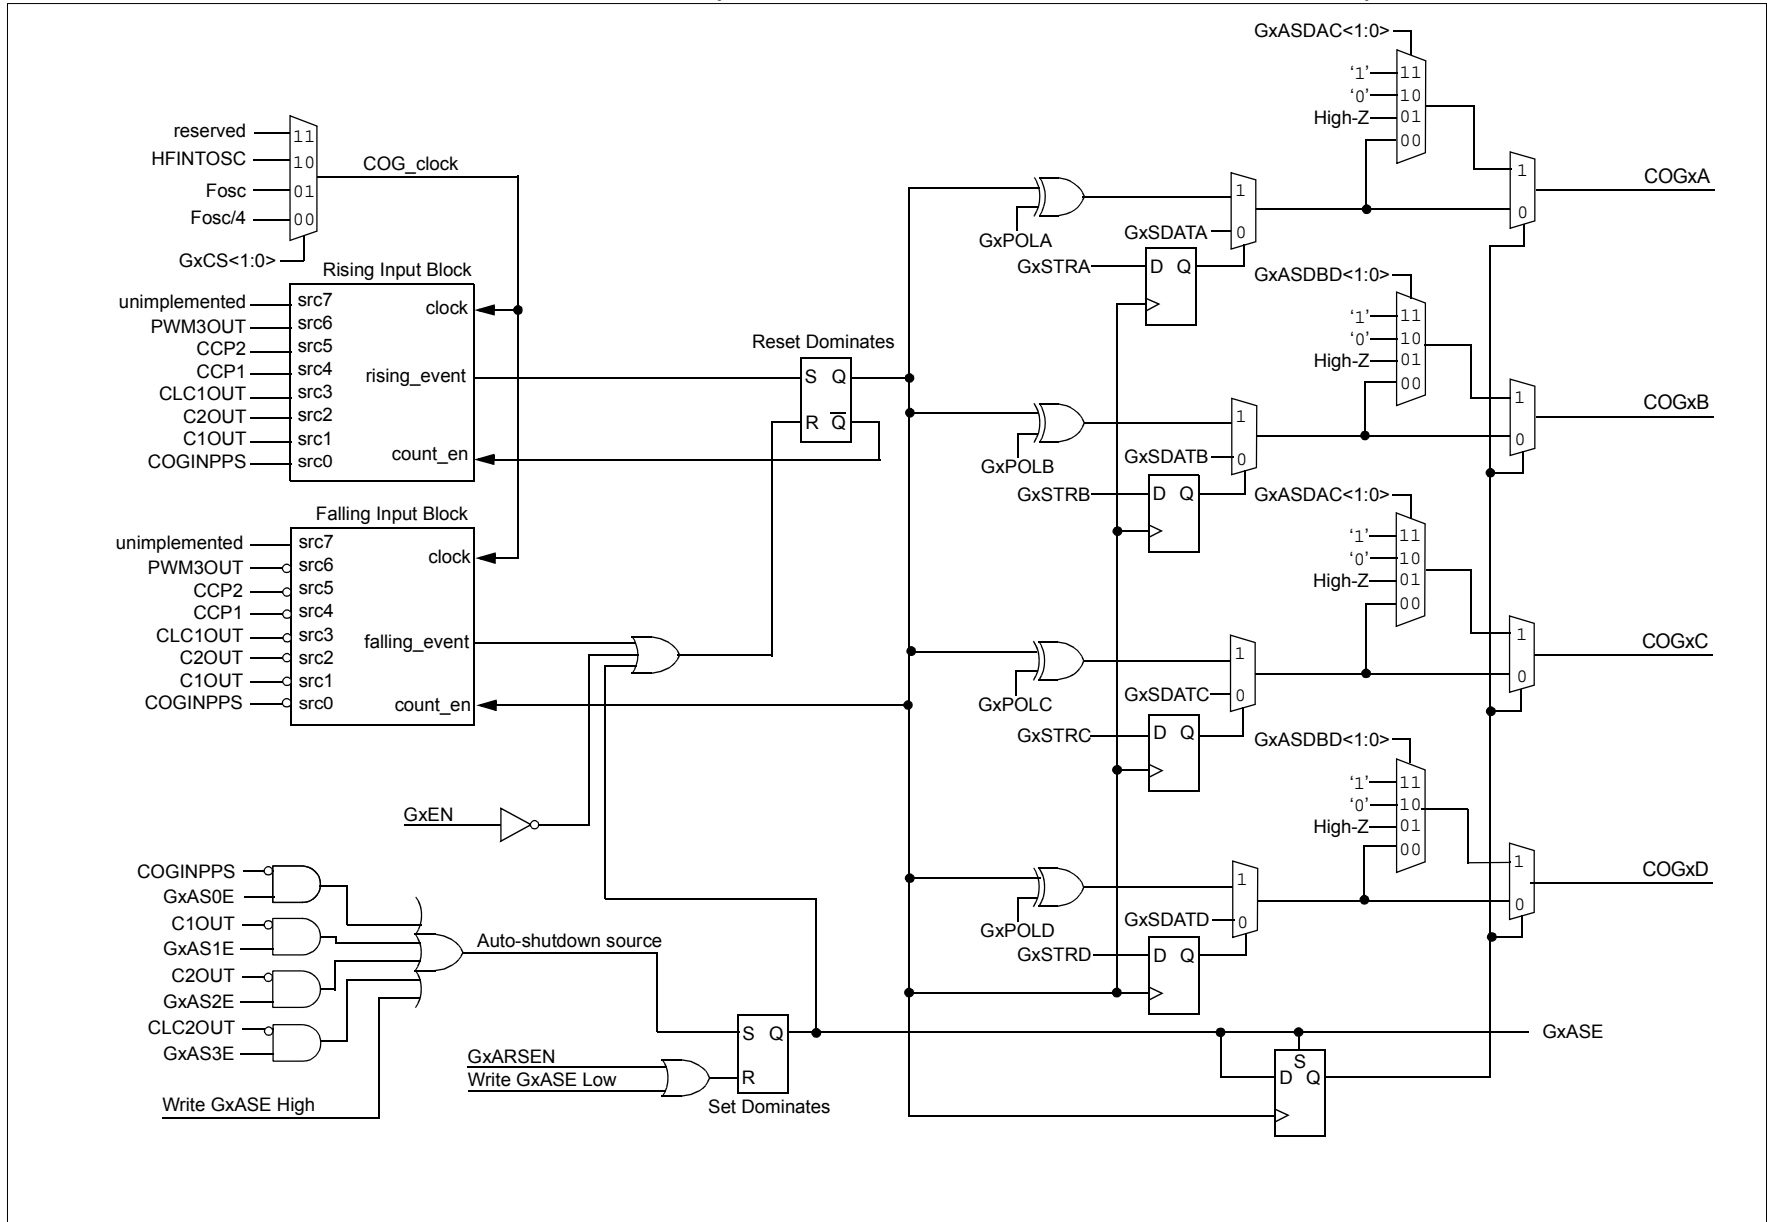 GxASDAC<1:0>
'1' 11
'0' 10
High-Z 01
00
reserved 11
HFINTOSC 10
Fosc 01
Fosc/4 00
COG_clock
GxCS<1:0>
1
0
COGxA
1
GxSDATA 0
GxPOLA
GxSTRA D Q
Rising Input Block
unimplemented src7
PWM3OUT src6
CCP2 src5
CCP1 src4
CLC1OUT src3
C2OUT src2
C1OUT src1
COGINPPS src0
clock
rising_event
count_en
Reset Dominates
S Q
R Q
GxASDBD<1:0>
'1' 11
'0' 10
High-Z 01
00
1
0
COGxB
1
GxSDATB 0
GxPOLB
GxSTRB D Q
Falling Input Block
unimplemented src7
PWM3OUT src6
CCP2 src5
CCP1 src4
CLC1OUT src3
C2OUT src2
C1OUT src1
COGINPPS src0
clock
falling_event
count_en
GxASDAC<1:0>
'1' 11
'0' 10
High-Z 01
00
1
0
COGxC
1
GxSDATC 0
GxPOLC
GxSTRC D Q
GxEN
GxASDBD<1:0>
'1' 11
'0' 10
High-Z 01
00
1
0
COGxD
1
GxSDATD 0
GxPOLD
GxSTRD D Q
COGINPPS
GxAS0E
C1OUT
GxAS1E
C2OUT
GxAS2E
CLC2OUT
GxAS3E
Auto-shutdown source
Write GxASE High
GxARSEN
Write GxASE Low
S Q
R
Set Dominates
GxASE
S
D Q